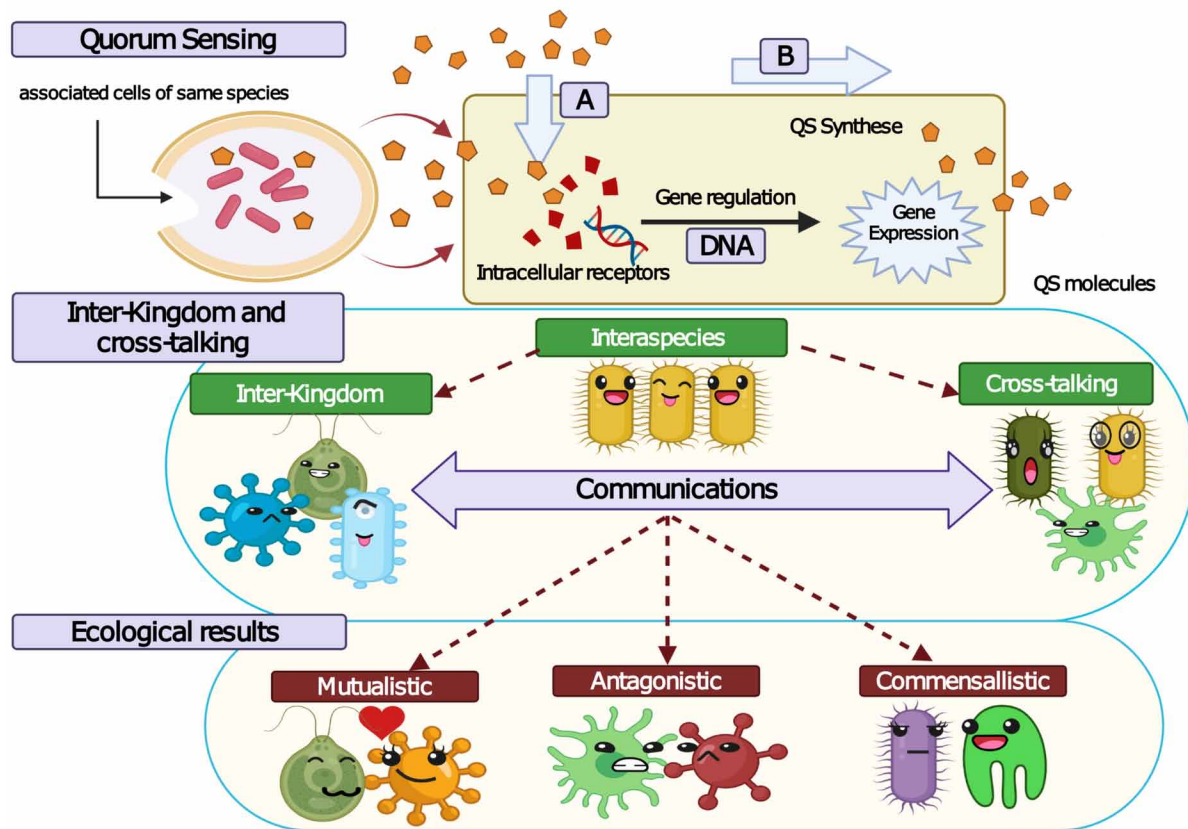 Quorum Sensing
associated cells of same species
A
B
QS Synthese
Gene regulation
DNA
Gene
Expression
Intracellular receptors
QS molecules
Inter-Kingdom and
cross-talking
Interaspecies
Inter-Kingdom
Cross-talking
Communications
Ecological results
Mutualistic
Antagonistic
Commensallistic